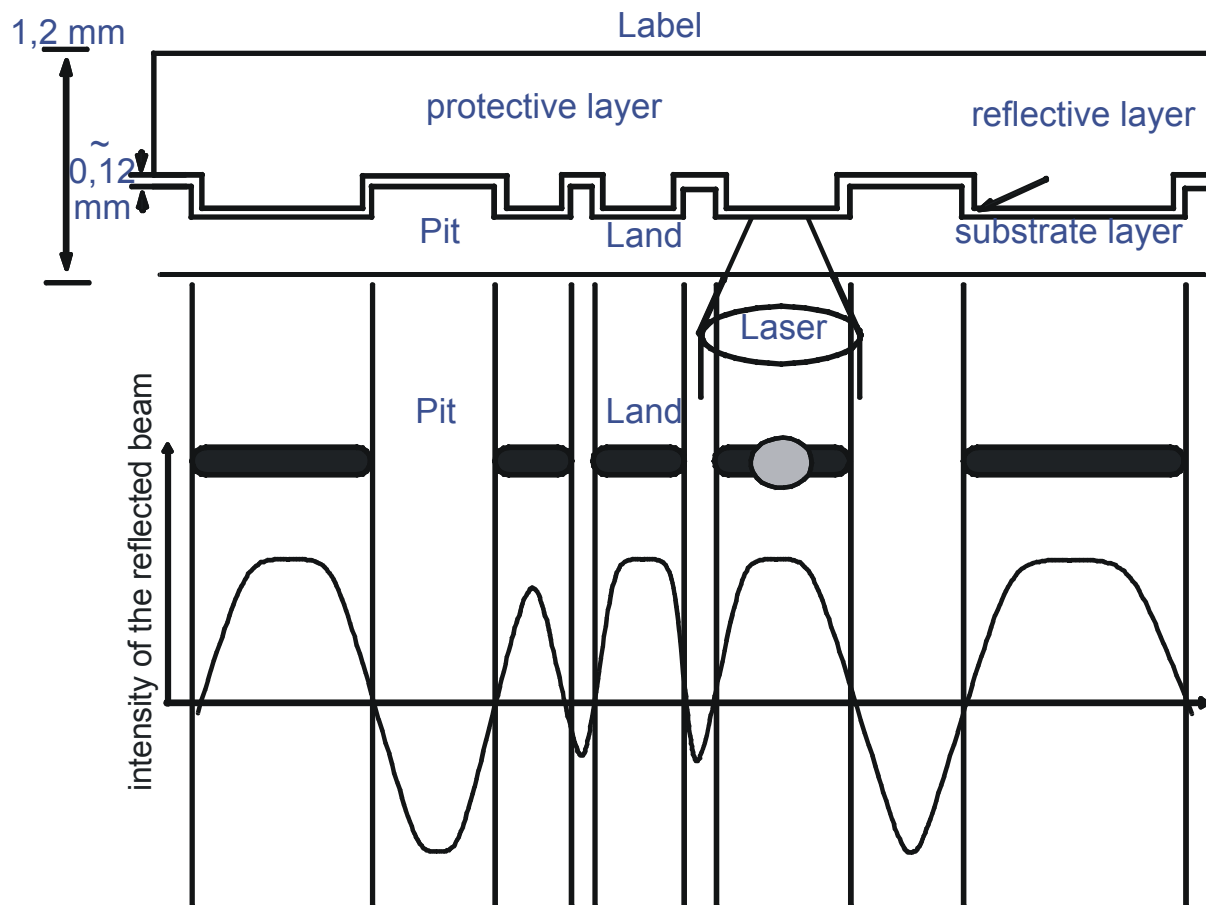 1,2 mm
Label
protective layer
reflective layer
~
0,12
mm
Pit
Land
substrate layer
Laser
Pit
Land
intensity of the reflected beam